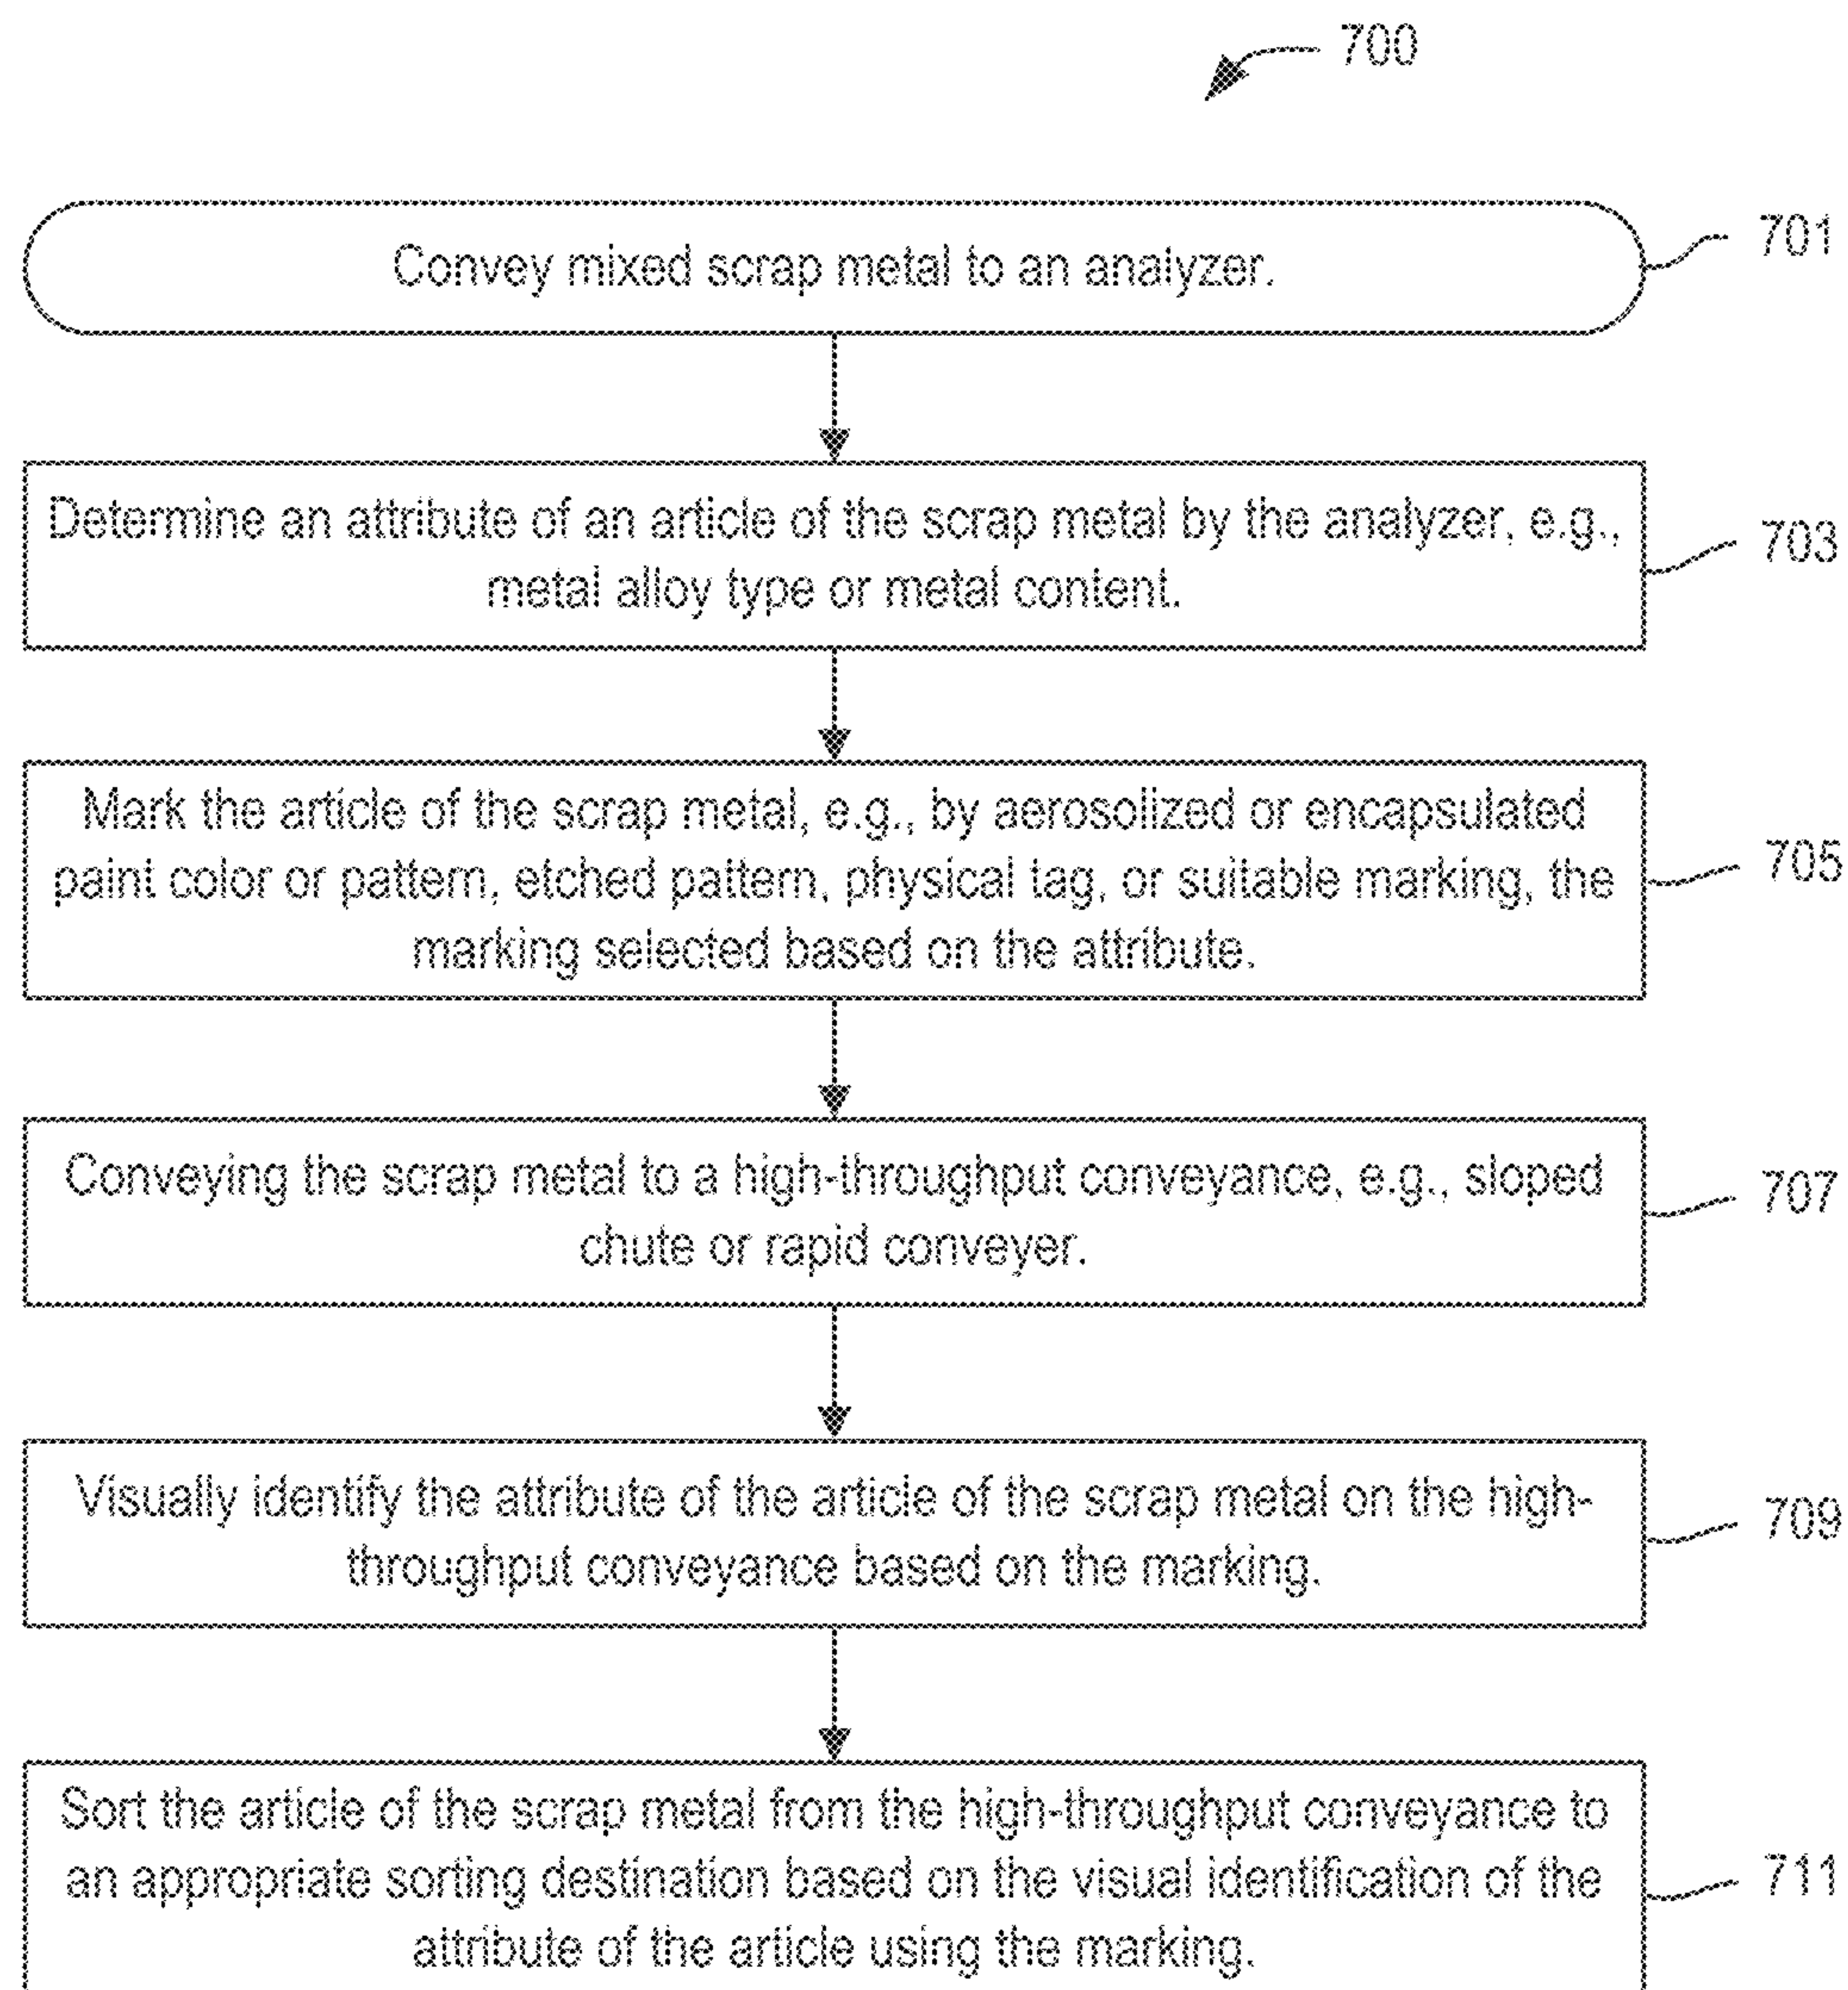 700
Convey mixed scrap metal to an analyzer.
701
Determine an attribute of an article of the scrap metal by the analyzer, e.g.,
metal alloy type or metal content.
703
Mark the article of the scrap metal, e.g., by aerosolized or encapsulated
paint color or pattern, etched pattern, physical tag, or suitable marking, the
marking selected based on the attribute.
705
Conveying the scrap metal to a high-throughput conveyance, e.g., sloped
chute or rapid conveyer.
707
Visually identify the attribute of the article of the scrap metal on the high-
throughput conveyance based on the marking.
709
Sort the article of the scrap metal from the high-throughput conveyance to
an appropriate sorting destination based on the visual identification of the
attribute of the article using the marking.
711